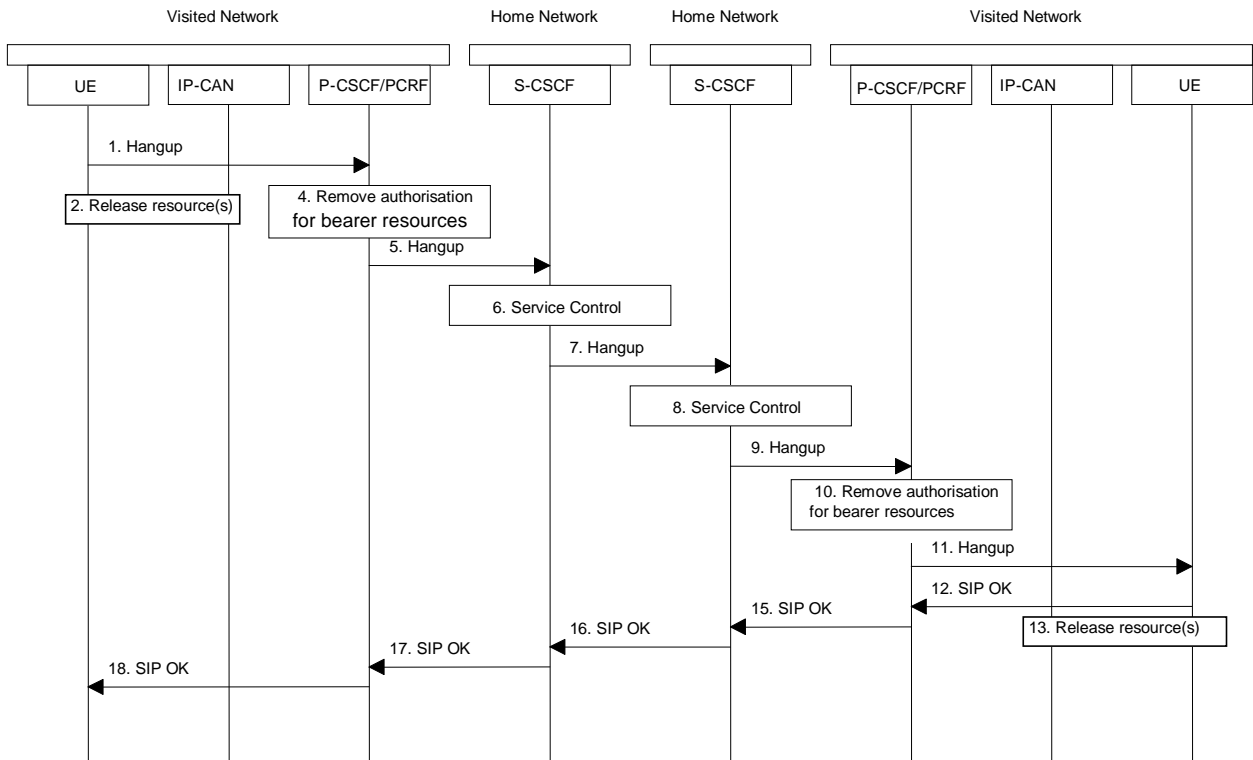 Visited Network
Home Network
Home Network
Visited Network
UE
IP-CAN
P-CSCF/PCRF
S-CSCF
S-CSCF
P-CSCF/PCRF
IP-CAN
UE
1. Hangup
2. Release resource(s)
4. Remove authorisation
for bearer resources
5. Hangup
6. Service Control
7. Hangup
8. Service Control
9. Hangup
10. Remove authorisation
for bearer resources
11. Hangup
12. SIP OK
13. Release resource(s)
15. SIP OK
16. SIP OK
17. SIP OK
18. SIP OK